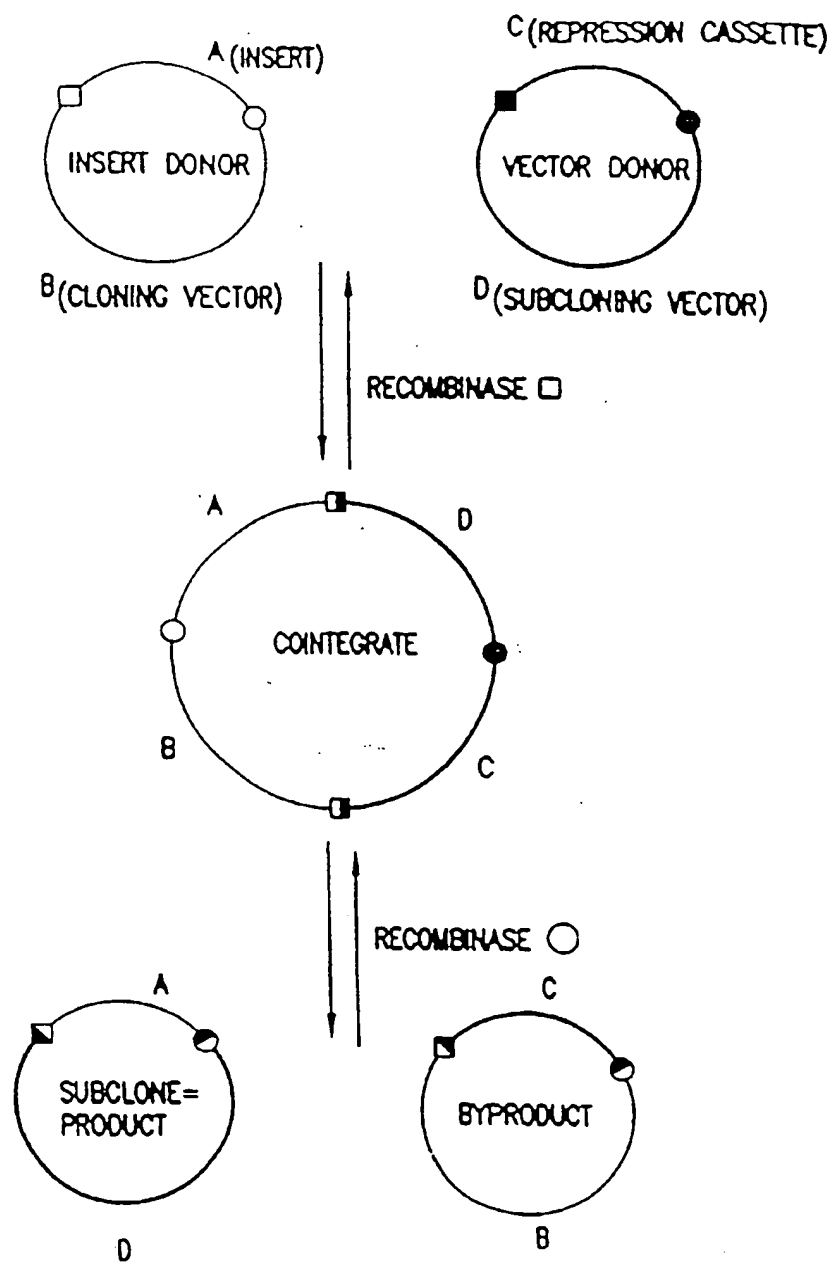 A (INSERT)
C (REPRESSION CASSETTE)
INSERT DONOR
VECTOR DONOR
B (CLONING VECTOR)
D (SUBCLONING VECTOR)
RECOMBINASE
A
D
COINTEGRATE
B
C
RECOMBINASE
A
C
SUBCLONE=
PRODUCT
BYPRODUCT
D
B